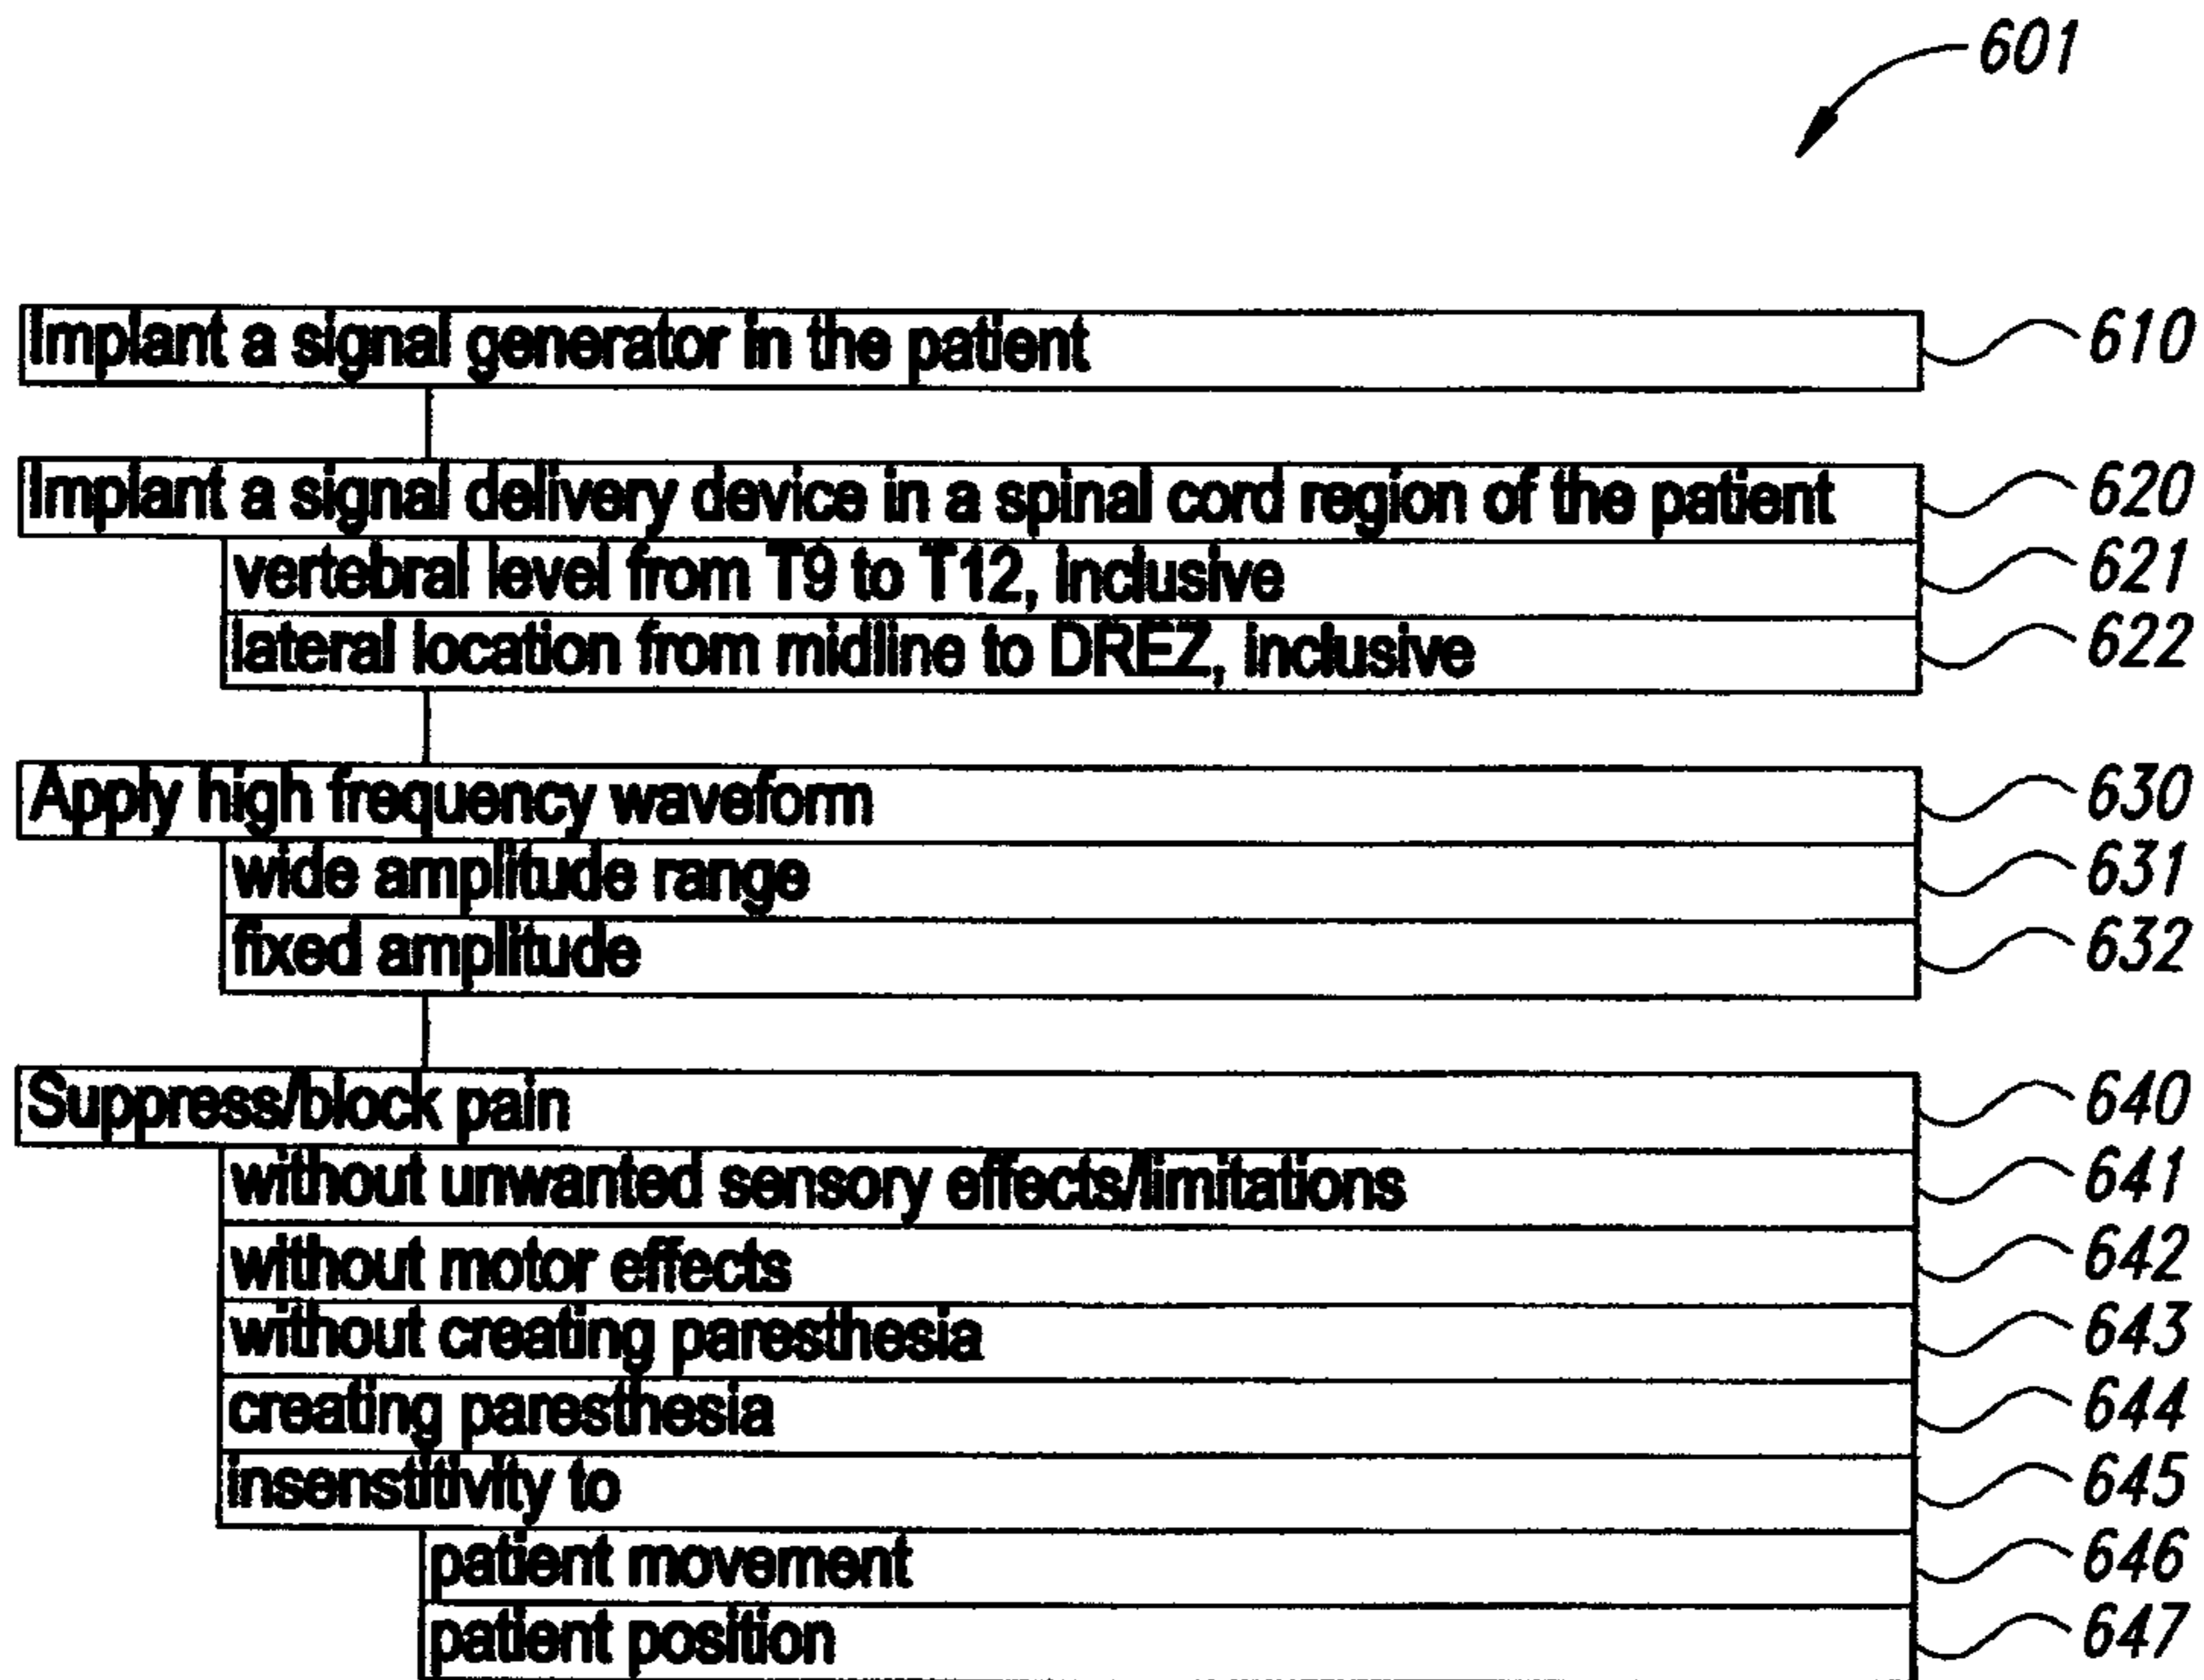 601
Implant a signal generator in the patient 610
Implant a signal delivery device in a spinal cord region of the patient 620
vertebral level from T9 to T12, inclusive 621
lateral location from midline to DREZ, inclusive 622
Apply high frequency waveform 630
wide amplitude range 631
fixed amplitude 632
Suppress/block pain 640
without unwanted sensory effects/limitations 641
without motor effects 642
without creating paresthesia 643
creating paresthesia 644
insenstitivity to 645
patient movement 646
patient position 647